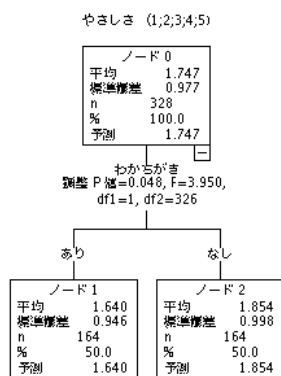 やさしさ (1;2;3;4;5)
ノード 0
平均 1.747
標準偏差 0.977
n 328
% 100.0
予測 1.747
わかちがき
調整 P 値=0.048, F=3.950,
df1=1, df2=326
あり なし
ノード 1 ノード 2
平均 1.640 平均 1.854
標準偏差 0.946 標準偏差 0.998
n 164 n 164
% 50.0 % 50.0
予測 1.640 予測 1.854